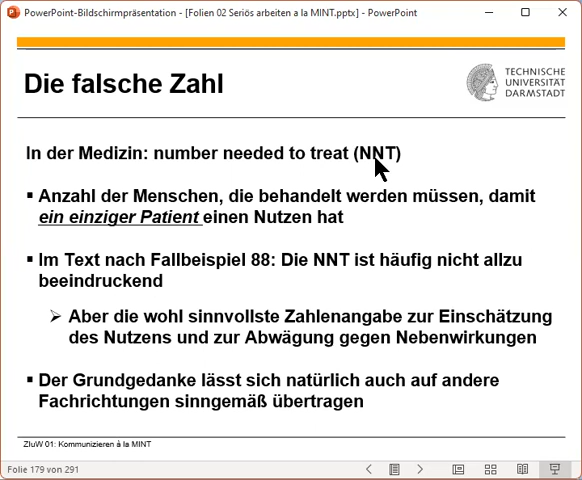 PowerPoint-Bildschirmpräsentation - [Folien 02 Seriös arbeiten a la MINT.pptx] - PowerPoint
Die falsche Zahl
TECHNISCHE
UNIVERSITÄT
DARMSTADT
In der Medizin: number needed to treat (NNT)
▪ Anzahl der Menschen, die behandelt werden müssen, damit
ein einziger Patient einen Nutzen hat
▪ Im Text nach Fallbeispiel 88: Die NNT ist häufig nicht allzu
beeindruckend
➢ Aber die wohl sinnvollste Zahlenangabe zur Einschätzung
des Nutzens und zur Abwägung gegen Nebenwirkungen
▪ Der Grundgedanke lässt sich natürlich auch auf andere
Fachrichtungen sinngemäß übertragen
ZIuW 01: Kommunizieren à la MINT
Folie 179 von 291